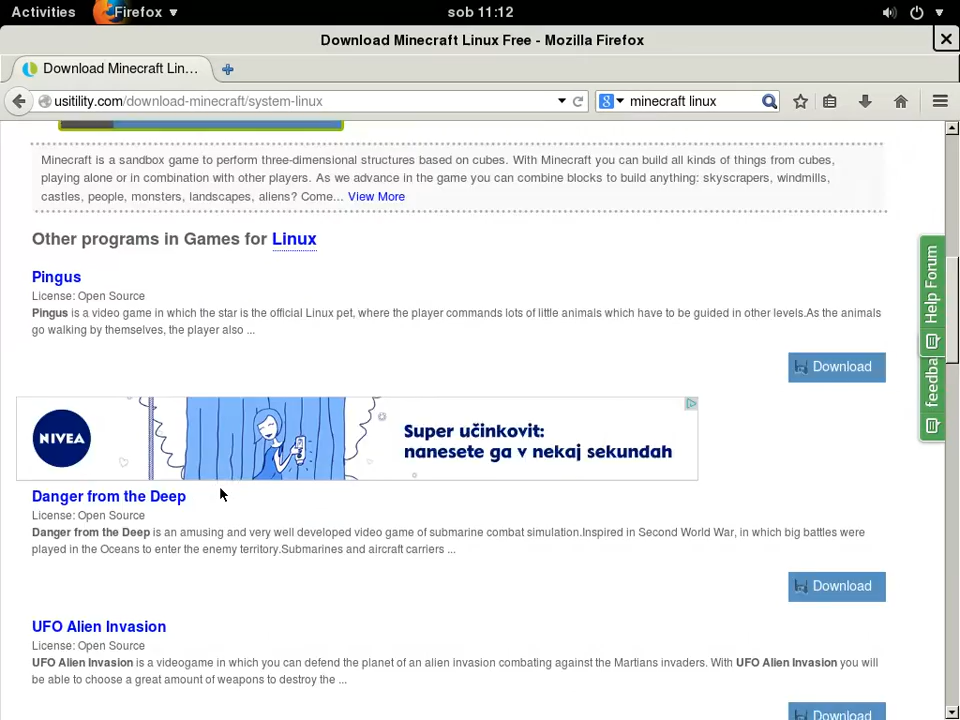 Activities Firefox sob 11:12
Download Minecraft Linux Free - Mozilla Firefox
Download Minecraft Lin...
usitility.com/download-minecraft/system-linux minecraft linux
Minecraft is a sandbox game to perform three-dimensional structures based on cubes. With Minecraft you can build all kinds of things from cubes,
playing alone or in combination with other players. As we advance in the game you can combine blocks to build anything: skyscrapers, windmills,
castles, people, monsters, landscapes, aliens? Come... View More
Other programs in Games for Linux
Help Forum
Pingus
License: Open Source
Pingus is a video game in which the star is the official Linux pet, where the player commands lots of little animals which have to be guided in other levels.As the animals
go walking by themselves, the player also ...
Download
feedba
NIVEA
Super učinkovit:
nanesete ga v nekaj sekundah
Danger from the Deep
License: Open Source
Danger from the Deep is an amusing and very well developed video game of submarine combat simulation.Inspired in Second World War, in which big battles were
played in the Oceans to enter the enemy territory.Submarines and aircraft carriers ...
Download
UFO Alien Invasion
License: Open Source
UFO Alien Invasion is a videogame in which you can defend the planet of an alien invasion combating against the Martians invaders. With UFO Alien Invasion you will
be able to choose a great amount of weapons to destroy the ...
Download